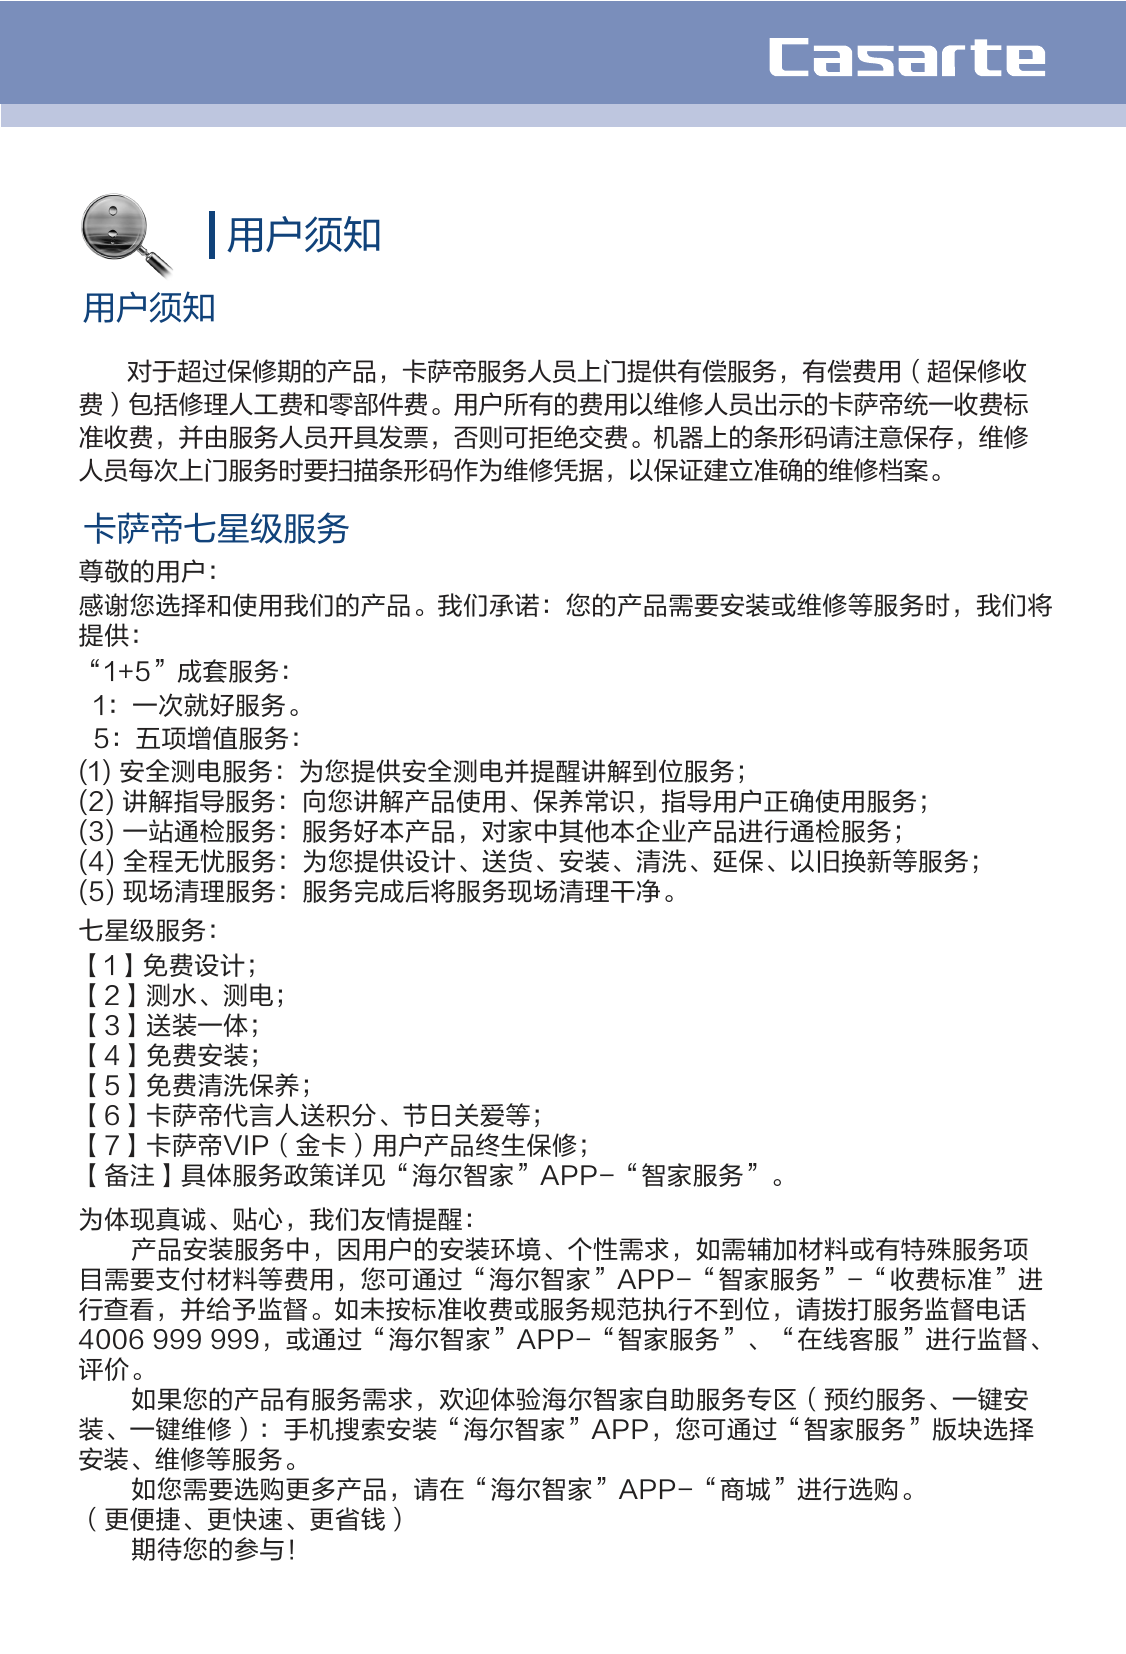 Casarte
用户须知
用户须知
对于超过保修期的产品，卡萨帝服务人员上门提供有偿服务，有偿费用（超保修收
费）包括修理人工费和零部件费。用户所有的费用以维修人员出示的卡萨帝统一收费标
准收费，并由服务人员开具发票，否则可拒绝交费。机器上的条形码请注意保存，维修
人员每次上门服务时要扫描条形码作为维修凭据，以保证建立准确的维修档案。
卡萨帝七星级服务
尊敬的用户：
感谢您选择和使用我们的产品。我们承诺：您的产品需要安装或维修等服务时，我们将
提供：
“1+5”成套服务：
1：一次就好服务。
5：五项增值服务：
(1) 安全测电服务：为您提供安全测电并提醒讲解到位服务；
(2) 讲解指导服务：向您讲解产品使用、保养常识，指导用户正确使用服务；
(3) 一站通检服务：服务好本产品，对家中其他本企业产品进行通检服务；
(4) 全程无忧服务：为您提供设计、送货、安装、清洗、延保、以旧换新等服务；
(5) 现场清理服务：服务完成后将服务现场清理干净。
七星级服务：
【1】免费设计；
【2】测水、测电；
【3】送装一体；
【4】免费安装；
【5】免费清洗保养；
【6】卡萨帝代言人送积分、节日关爱等；
【7】卡萨帝VIP（金卡）用户产品终生保修；
【备注】具体服务政策详见“海尔智家”APP-“智家服务”。
为体现真诚、贴心，我们友情提醒：
产品安装服务中，因用户的安装环境、个性需求，如需辅加材料或有特殊服务项
目需要支付材料等费用，您可通过“海尔智家”APP-“智家服务”-“收费标准”进
行查看，并给予监督。如未按标准收费或服务规范执行不到位，请拨打服务监督电话
4006 999 999，或通过“海尔智家”APP-“智家服务”、“在线客服”进行监督、
评价。
如果您的产品有服务需求，欢迎体验海尔智家自助服务专区（预约服务、一键安
装、一键维修）：手机搜索安装“海尔智家”APP，您可通过“智家服务”版块选择
安装、维修等服务。
如您需要选购更多产品，请在“海尔智家”APP-“商城”进行选购。
（更便捷、更快速、更省钱）
期待您的参与！